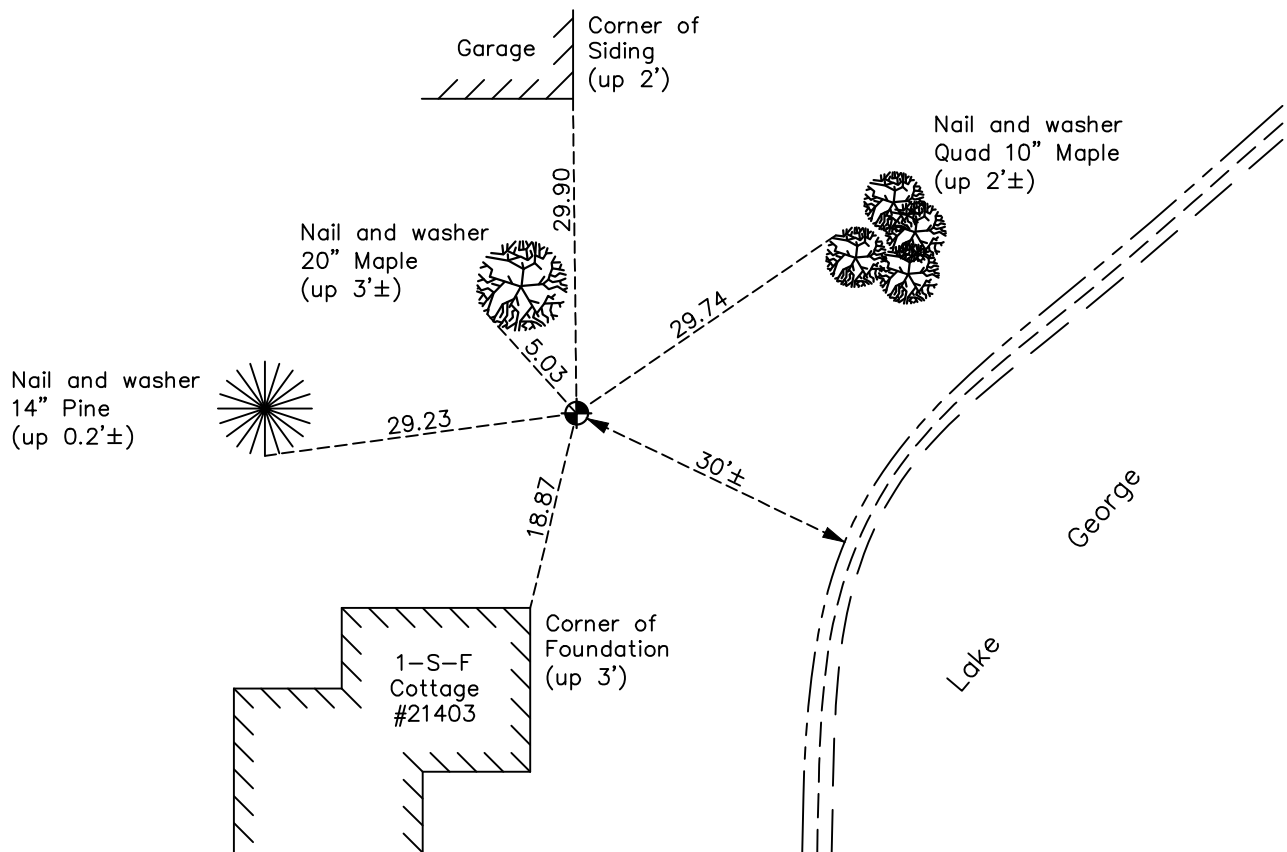 Garage
Corner of
Siding
(up 2')
Nail and washer
Quad 10" Maple
(up 2'±)
29.90
Nail and washer
20" Maple
(up 3'±)
29.74
5.03
Nail and washer
14" Pine
(up 0.2'±)
29.23
30'±
18.87
George
Lake
Corner of
Foundation
(up 3')
1-S-F
Cottage
#21403